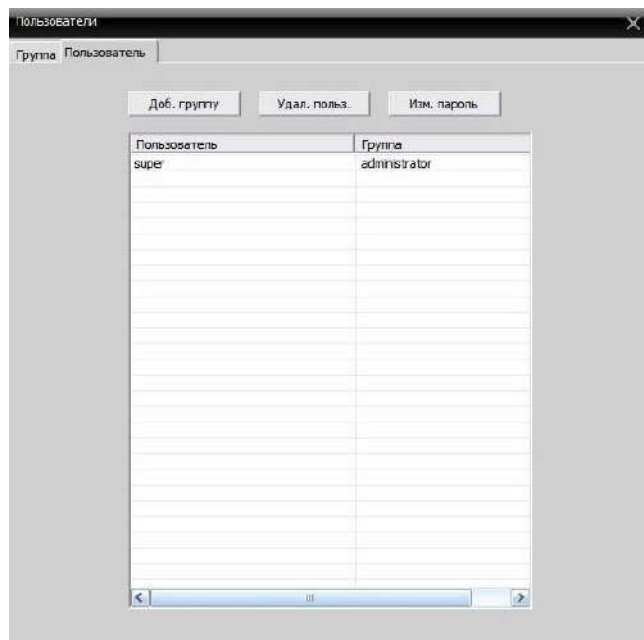 Пользователи
Группа Пользователь
Доб. группу Удал. польз. Изм. пароль
Пользователь Группа
super administrator